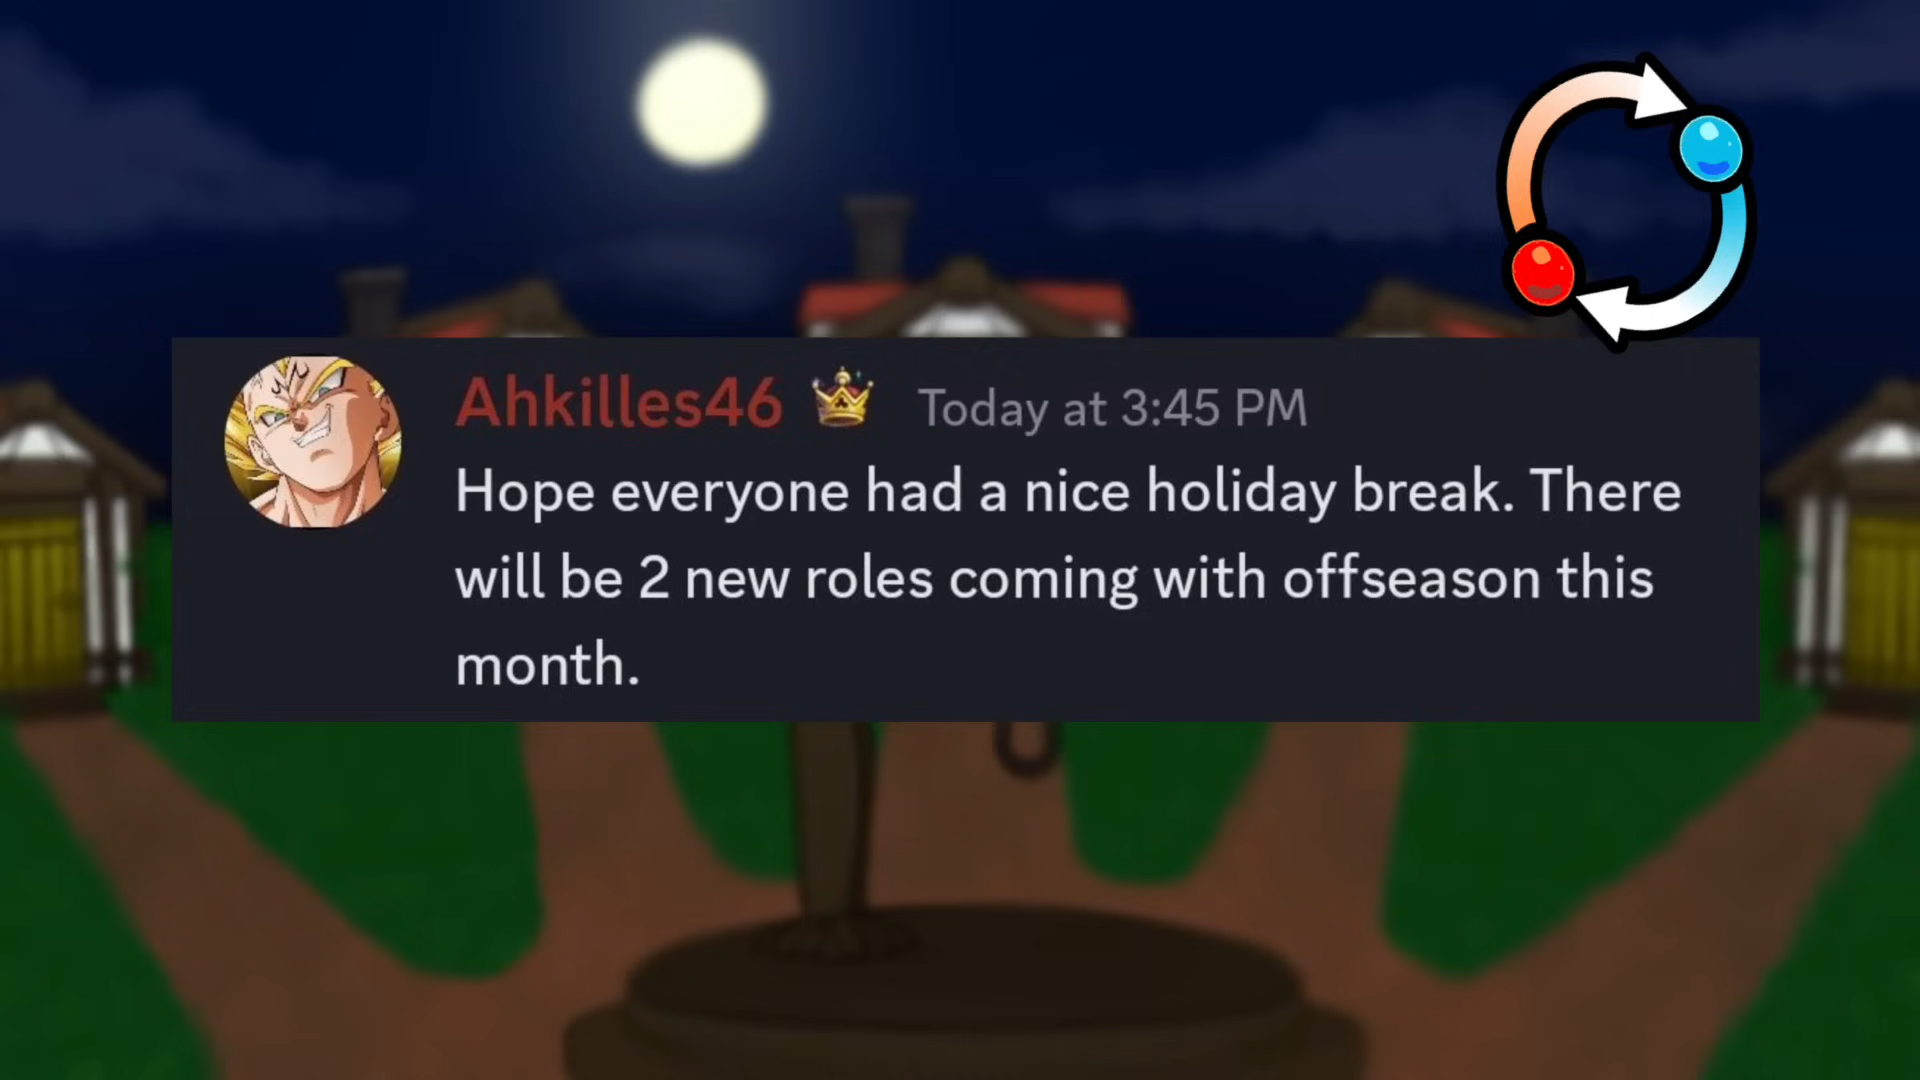 Ahkilles46 Today at 3:45 PM
Hope everyone had a nice holiday break. There
will be 2 new roles coming with offseason this
month.